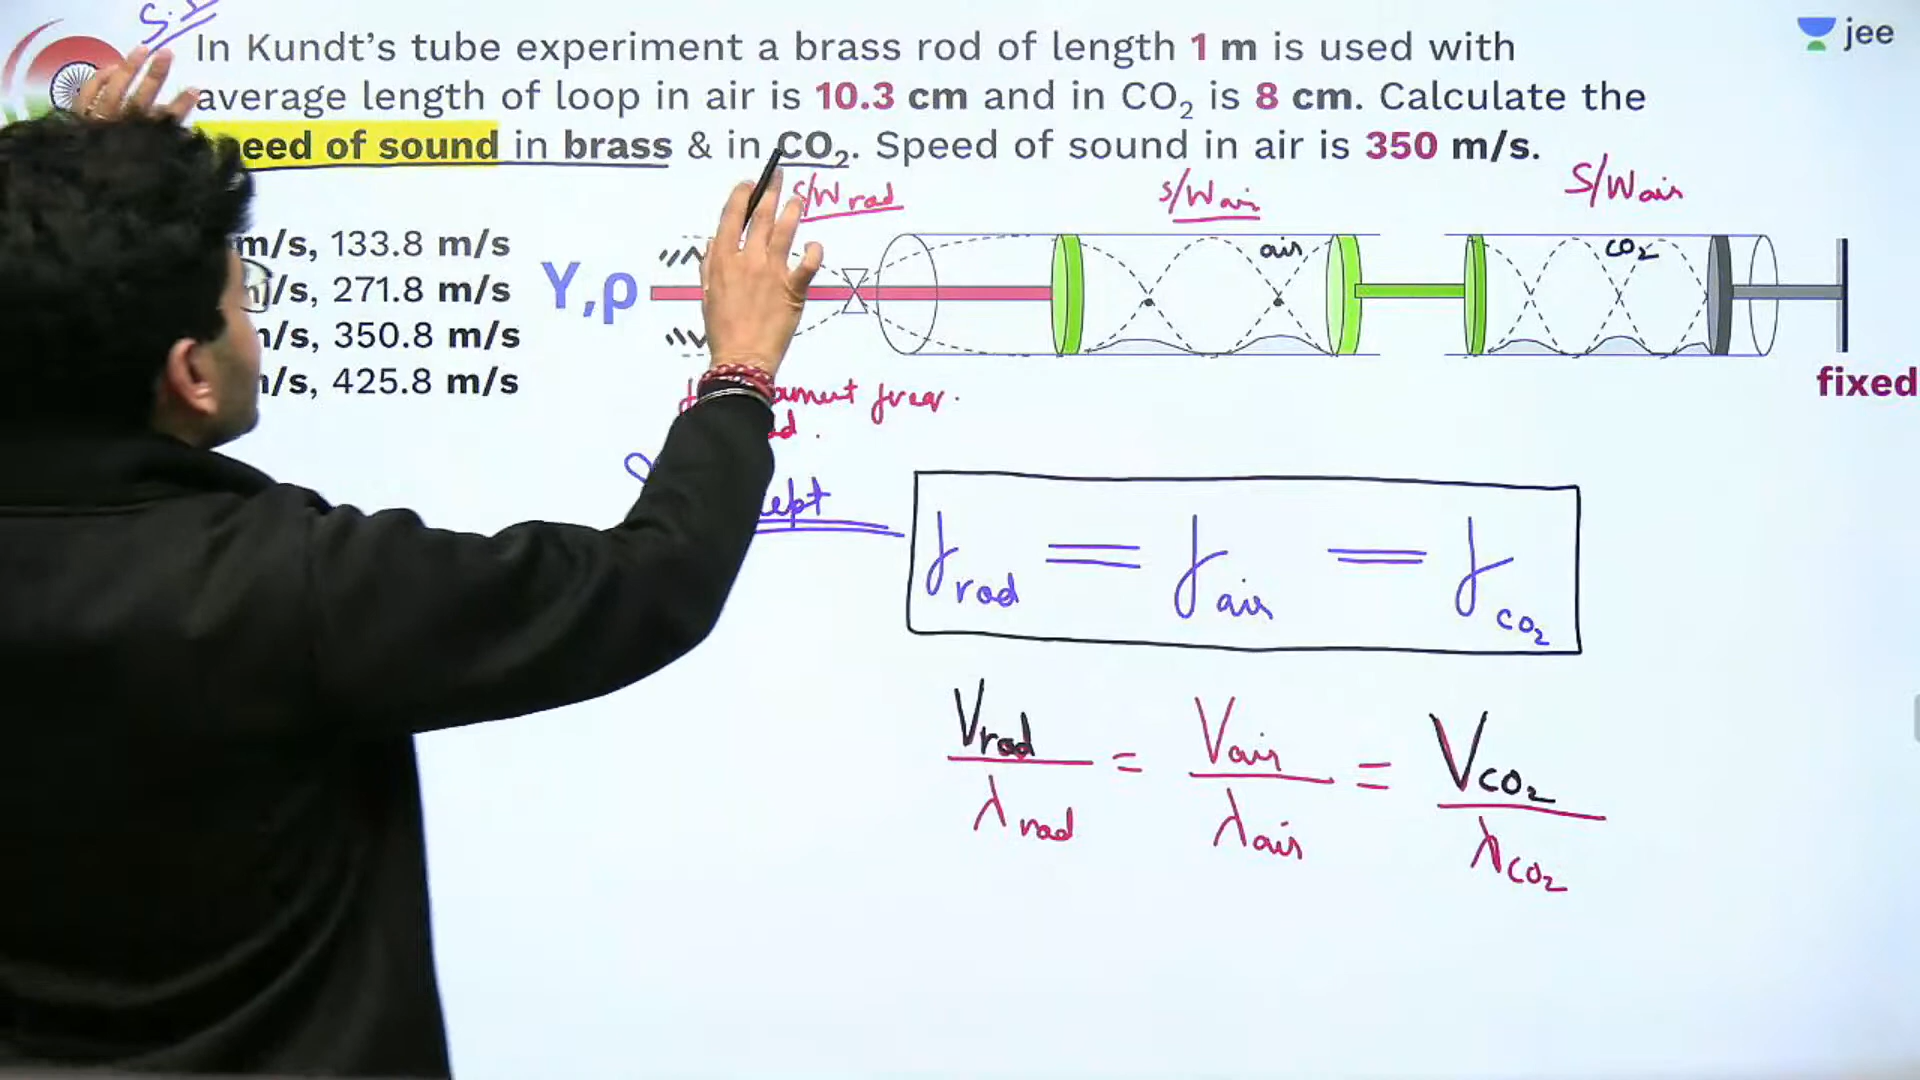 S.I
jee
In Kundt's tube experiment a brass rod of length 1 m is used with
average length of loop in air is 10.3 cm and in CO₂ is 8 cm. Calculate the
eed of sound in brass & in CO₂. Speed of sound in air is 350 m/s.
S/W rod
S/W air
S/W air
m/s, 133.8 m/s
/s, 271.8 m/s
/s, 350.8 m/s
/s, 425.8 m/s
Y,ρ
air
CO₂
fixed
freq.
f rod = f air = f CO₂
V rod / λ rod = V air / λ air = V CO₂ / λ CO₂